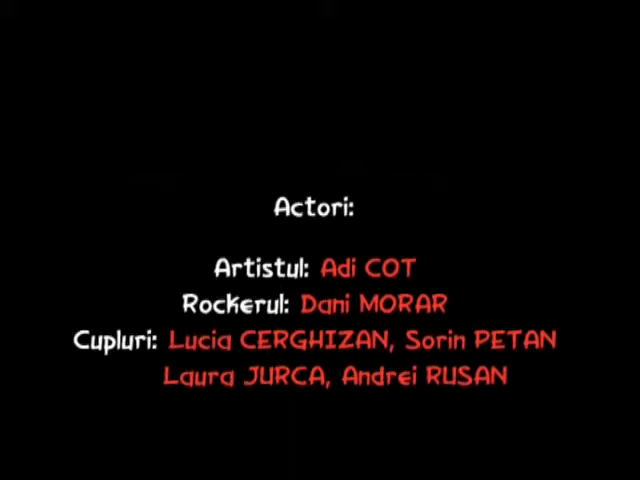 Actori:
Artistul: Adi COT
Rockerul: Dani MORAR
Cupluri: Lucia CERGHIZAN, Sorin PETAN
Laura JURCA, Andrei RUSAN